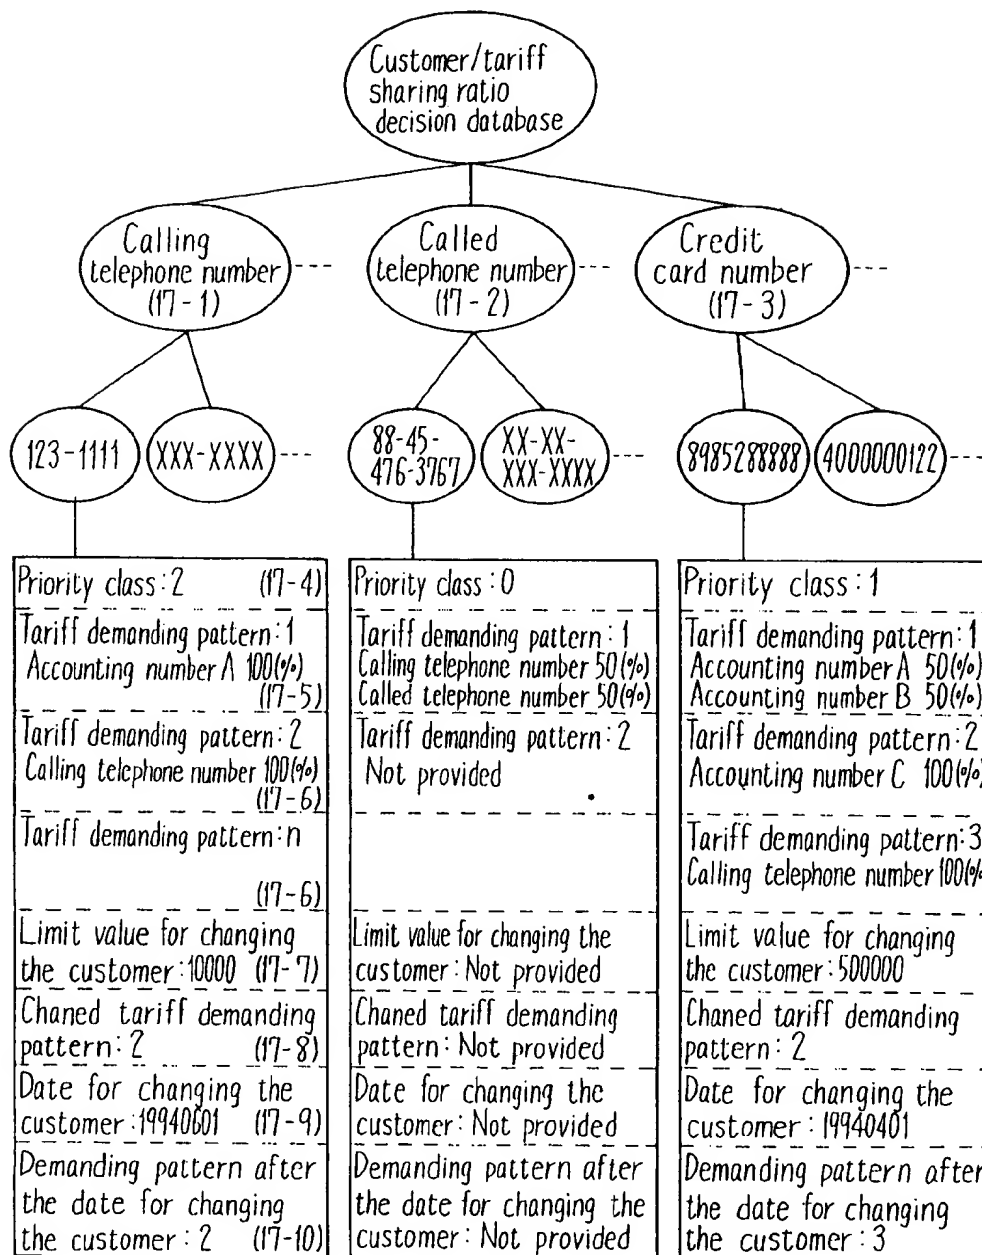 Customer/tariff
sharing ratio
decision database
Calling
telephone number
(17-1)
Called
telephone number
(17-2)
Credit
card number
(17-3)
123-1111
XXX-XXXX
88-45-
476-3767
XX-XX-
XXX-XXXX
8985288888
4000000122
Priority class:2 (17-4)
Tariff demanding pattern:1
Accounting number A 100(%)
(17-5)
Tariff demanding pattern:2
Calling telephone number 100(%)
(17-6)
Tariff demanding pattern:n
(17-6)
Limit value for changing
the customer:10000 (17-7)
Chaned tariff demanding
pattern:2 (17-8)
Date for changing the
customer:19940601 (17-9)
Demanding pattern after
the date for changing
the customer:2 (17-10)
Priority class:0
Tariff demanding pattern:1
Calling telephone number 50(%)
Called telephone number 50(%)
Tariff demanding pattern:2
Not provided
Limit value for changing the
customer:Not provided
Chaned tariff demanding
pattern:Not provided
Date for changing the
customer:Not provided
Demanding pattern after
the date for changing the
customer:Not provided
Priority class:1
Tariff demanding pattern:1
Accounting number A 50(%)
Accounting number B 50(%)
Tariff demanding pattern:2
Accounting number C 100(%)
Tariff demanding pattern:3
Calling telephone number 100(%
Limit value for changing
the customer:500000
Chaned tariff demanding
pattern:2
Date for changing the
customer:19940401
Demanding pattern after
the date for changing
the customer:3